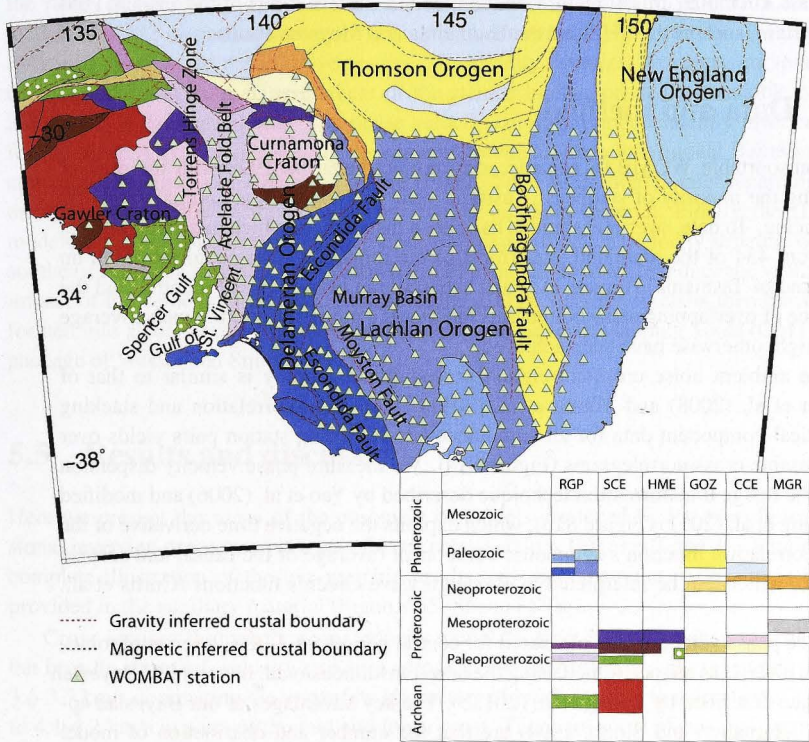 135°
140°
145°
150°
−30°
−34°
−38°
Thomson Orogen
New England
Orogen
Torrens Hinge Zone
Adelaide Fold Belt
Curnamona
Craton
Gawler Craton
Delamerian Orogen
Escondida Fault
Boothragandra Fault
Spencer Gulf
Gulf of St. Vincent
Murray Basin
Lachlan Orogen
Moyston Fault
Escondida Fault
Gravity inferred crustal boundary
Magnetic inferred crustal boundary
WOMBAT station
RGP SCE HME GOZ CCE MGR
Phanerozoic
Mesozoic
Paleozoic
Proterozoic
Neoproterozoic
Mesoproterozoic
Paleoproterozoic
Archean